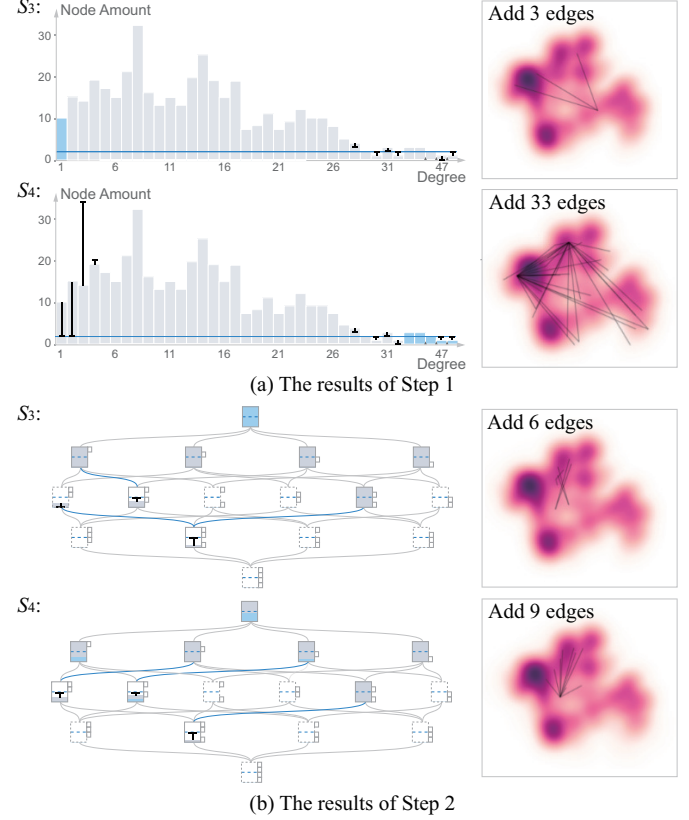 S3:
Node Amount
30
20
10
0
1 6 11 16 21 26 31 47
Degree
Add 3 edges
S4:
Node Amount
30
20
10
0
1 6 11 16 21 26 31 47
Degree
Add 33 edges
(a) The results of Step 1
S3:
Add 6 edges
S4:
Add 9 edges
(b) The results of Step 2